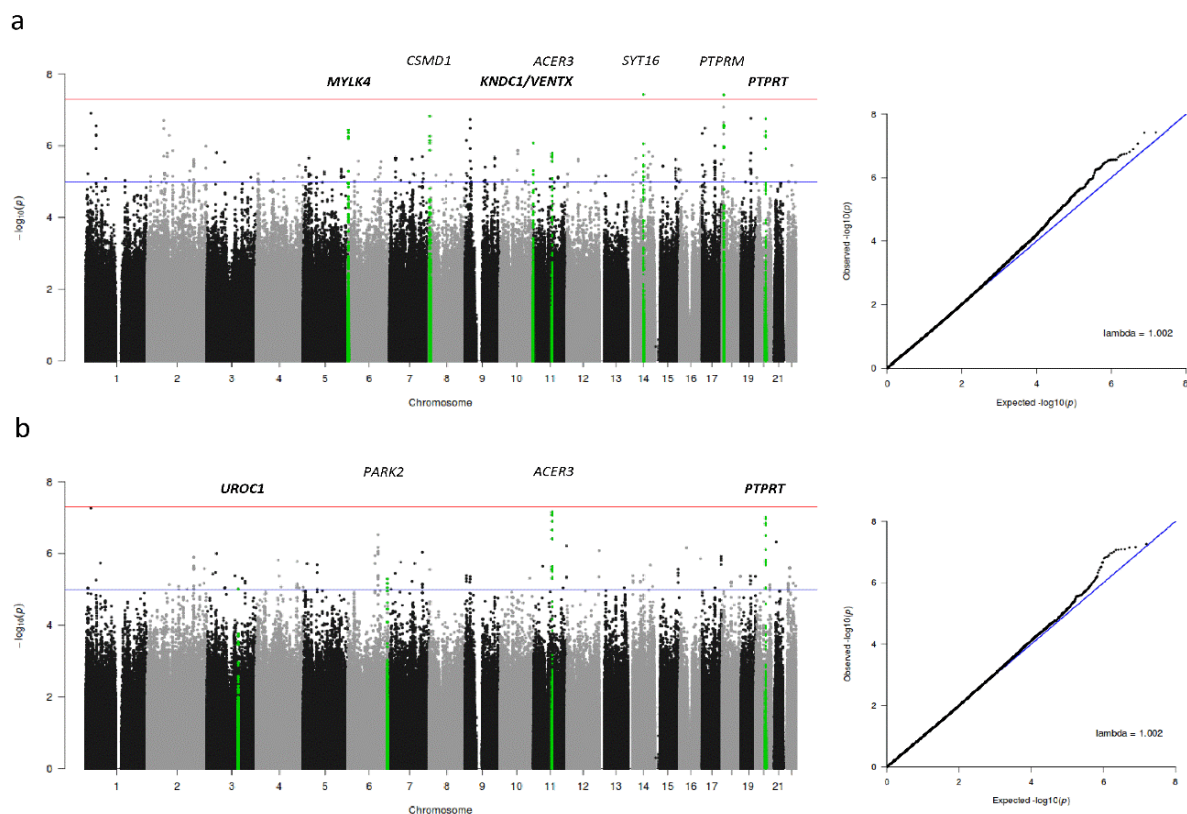 a
CSMD1 ACER3 SYT16 PTPRM
MYLK4 KNDC1/VENTX PTPRT
8
6
4
2
0
− log10(p)
1 2 3 4 5 6 7 8 9 10 11 12 13 14 15 16 17 19 21
Chromosome
8
6
4
2
0
Observed -log10(p)
lambda = 1.002
0 2 4 6 8
Expected -log10(p)
b
PARK2 ACER3
UROC1 PTPRT
8
6
4
2
0
− log10(p)
1 2 3 4 5 6 7 8 9 10 11 12 13 14 15 16 17 19 21
Chromosome
8
6
4
2
0
Observed -log10(p)
lambda = 1.002
0 2 4 6 8
Expected -log10(p)